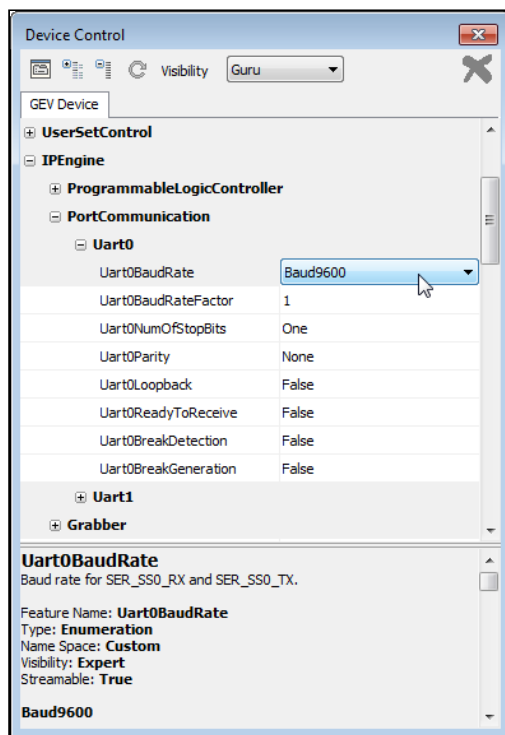 Device Control
Visibility Guru
GEV Device
UserSetControl
IPEngine
ProgrammableLogicController
PortCommunication
Uart0
Uart0BaudRate Baud9600
Uart0BaudRateFactor 1
Uart0NumOfStopBits One
Uart0Parity None
Uart0Loopback False
Uart0ReadyToReceive False
Uart0BreakDetection False
Uart0BreakGeneration False
Uart1
Grabber
Uart0BaudRate
Baud rate for SER_SS0_RX and SER_SS0_TX.
Feature Name: Uart0BaudRate
Type: Enumeration
Name Space: Custom
Visibility: Expert
Streamable: True
Baud9600